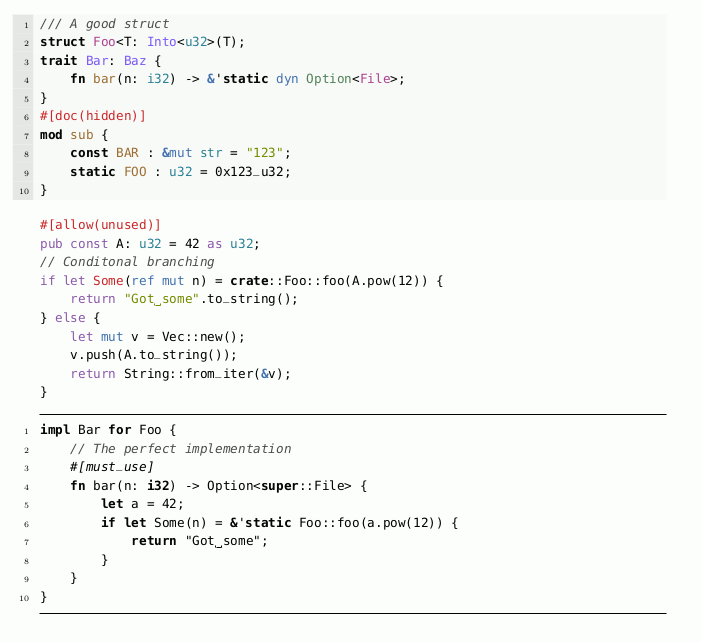 1 /// A good struct
2 struct Foo<T: Into<u32>(T);
3 trait Bar: Baz {
4     fn bar(n: i32) -> &'static dyn Option<File>;
5 }
6 #[doc(hidden)]
7 mod sub {
8     const BAR : &mut str = "123";
9     static FOO : u32 = 0x123_u32;
10 }
#[allow(unused)]
pub const A: u32 = 42 as u32;
// Conditonal branching
if let Some(ref mut n) = crate::Foo::foo(A.pow(12)) {
    return "Got␣some".to_string();
} else {
    let mut v = Vec::new();
    v.push(A.to_string());
    return String::from_iter(&v);
}
1 impl Bar for Foo {
2     // The perfect implementation
3     #[must_use]
4     fn bar(n: i32) -> Option<super::File> {
5         let a = 42;
6         if let Some(n) = &'static Foo::foo(a.pow(12)) {
7             return "Got␣some";
8         }
9     }
10 }